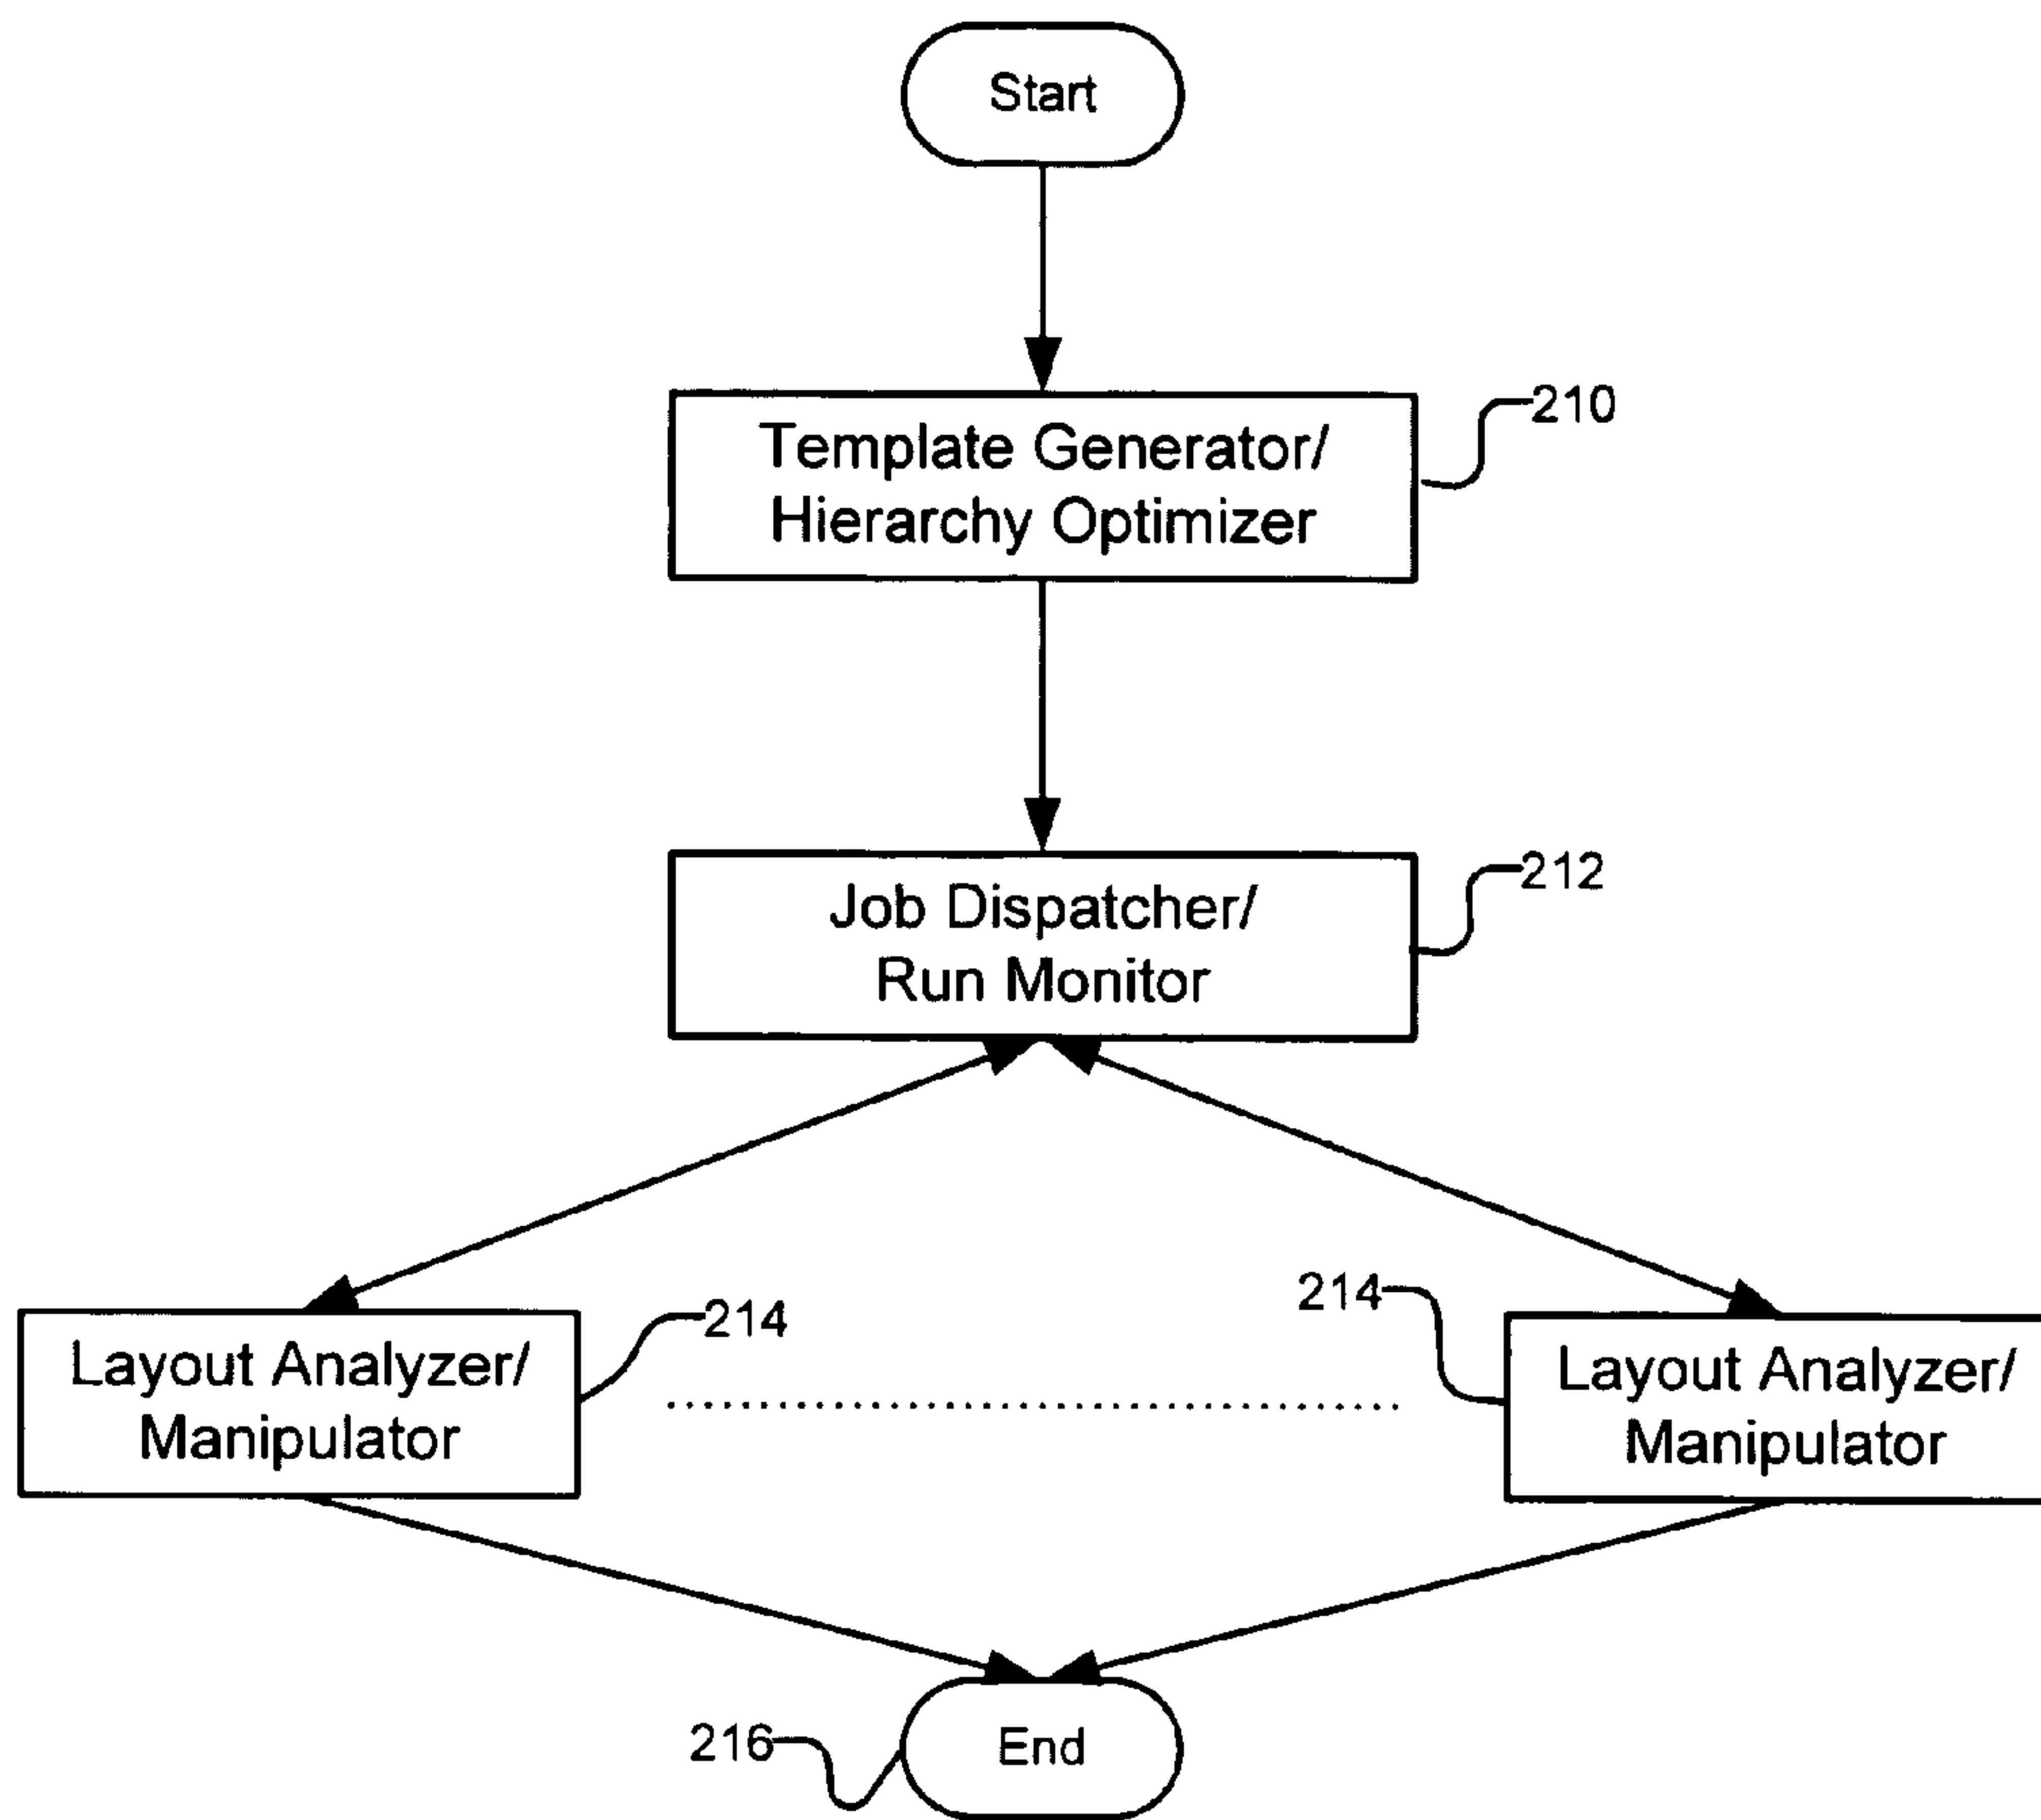 Start
210
Template Generator/
Hierarchy Optimizer
212
Job Dispatcher/
Run Monitor
214
214
Layout Analyzer/
Manipulator
Layout Analyzer/
Manipulator
216
End